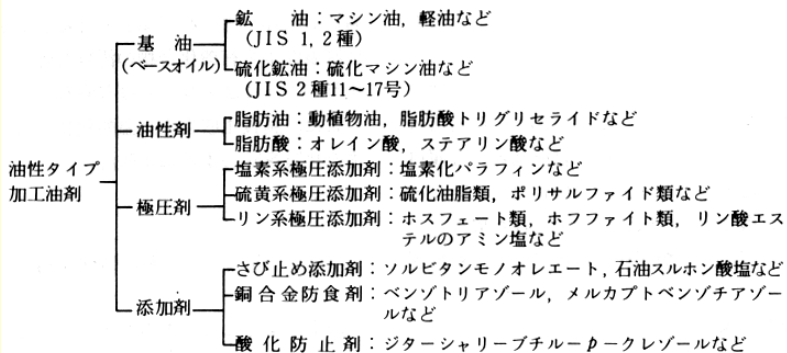 油性タイプ
加工油剤
基油
(ベースオイル)
鉱油：マシン油，軽油など
(JIS 1, 2種)
硫化鉱油：硫化マシン油など
(JIS 2種11～17号)
油性剤
脂肪油：動植物油，脂肪酸トリグリセライドなど
脂肪酸：オレイン酸，ステアリン酸など
極圧剤
塩素系極圧添加剤：塩素化パラフィンなど
硫黄系極圧添加剤：硫化油脂類，ポリサルファイド類など
リン系極圧添加剤：ホスフェート類，ホフファイト類，リン酸エス
テルのアミン塩など
添加剤
さび止め添加剤：ソルビタンモノオレエート，石油スルホン酸塩など
銅合金防食剤：ベンゾトリアゾール，メルカプトベンゾチアゾー
ルなど
酸化防止剤：ジターシャリーブチルーp－クレゾールなど